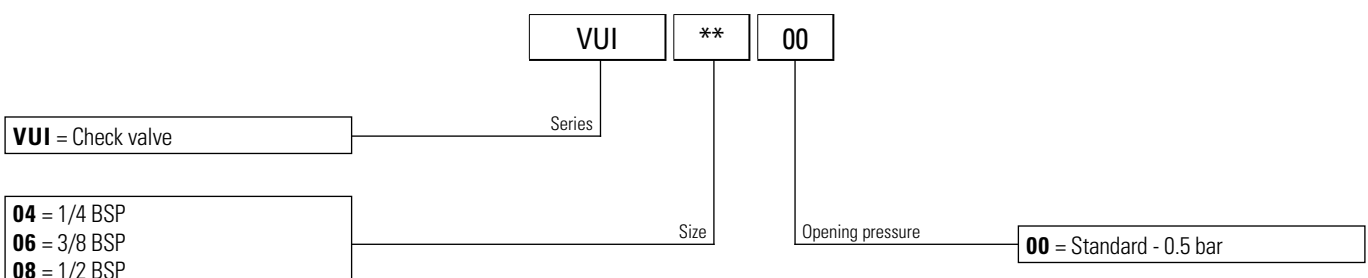 VUI ** 00
Series
VUI = Check valve
04 = 1/4 BSP
06 = 3/8 BSP
08 = 1/2 BSP
Size
Opening pressure
00 = Standard - 0.5 bar